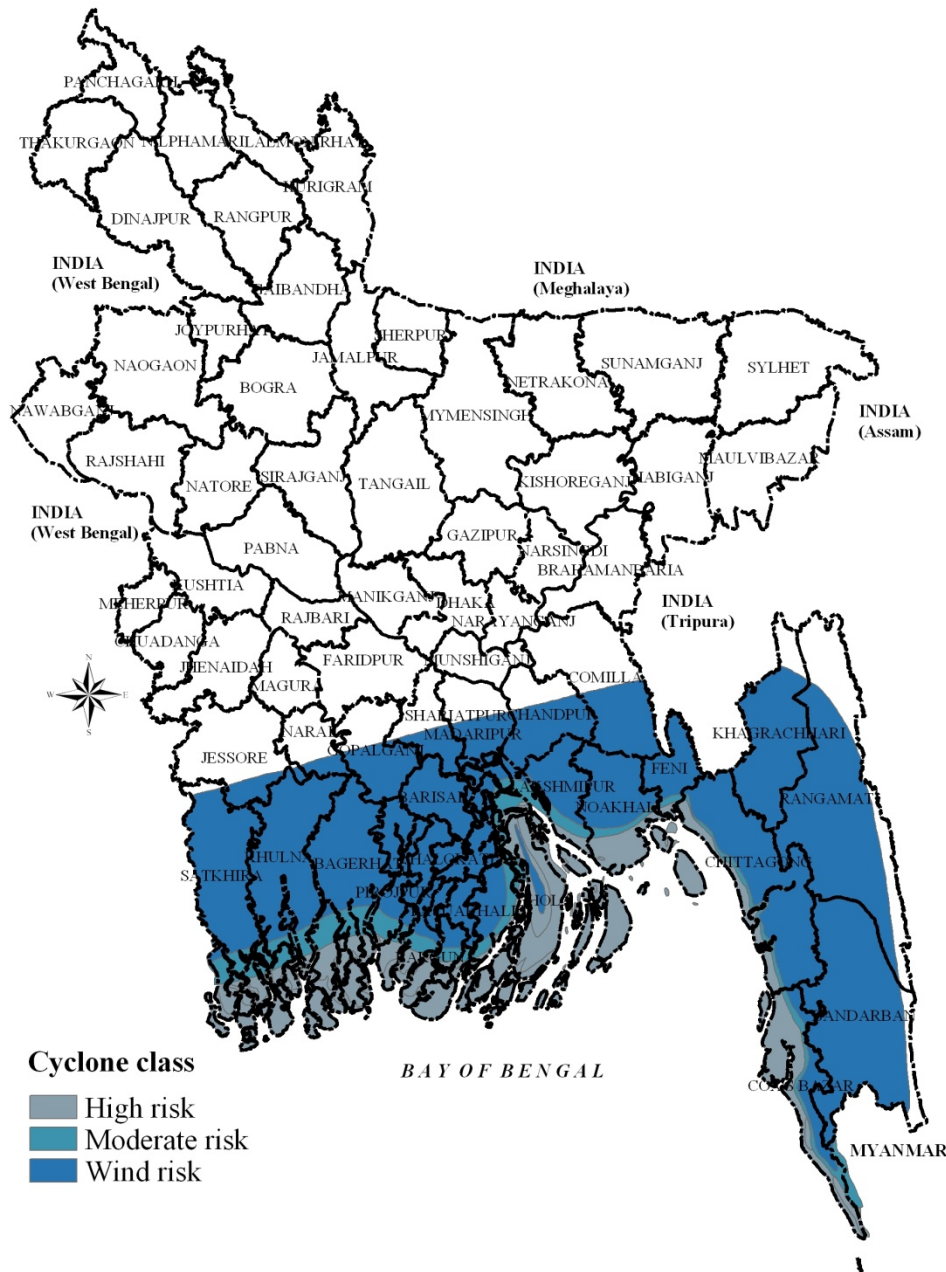 PANCHAGARH
THAKURGAON
NILPHAMARI
LALMONIRHAT
KURIGRAM
DINAJPUR
RANGPUR
INDIA
(West Bengal)
GAIBANDHA
INDIA
(Meghalaya)
JOYPURHAT
JAMALPUR
SHERPUR
NAOGAON
BOGRA
NETRAKONA
SUNAMGANJ
SYLHET
NAWABGANJ
MYMENSINGH
INDIA
(Assam)
RAJSHAHI
NATORE
SIRAJGANJ
TANGAIL
KISHOREGANJ
HABIGANJ
MAULVIBAZAR
INDIA
(West Bengal)
PABNA
GAZIPUR
NARSINGDI
BRAHAMANBARIA
KUSHTIA
MEHERPUR
MANIKGANJ
DHAKA
RAJBARI
NARAYANGANJ
INDIA
(Tripura)
CHUADANGA
JHENAIDAH
FARIDPUR
MUNSHIGANJ
COMILLA
MAGURA
N
W
E
S
SHARIATPUR
CHANDPUR
NARAIL
MADARIPUR
KHAGRACHHARI
JESSORE
GOPALGANJ
FENI
LAKSHMIPUR
RANGAMATI
BARISAL
NOAKHALI
KHULNA
BAGERHAT
JHALOKATI
CHITTAGONG
SATKHIRA
PIROJPUR
PATUAKHALI
BHOLA
BARGUNA
BANDARBAN
BAY OF BENGAL
COX'S BAZAR
MYANMAR
Cyclone class
High risk
Moderate risk
Wind risk